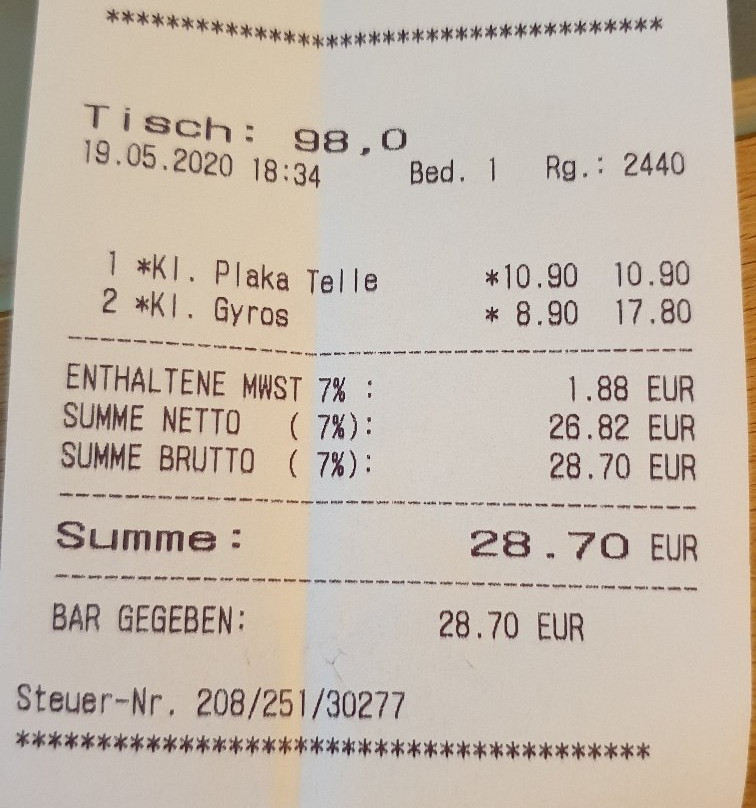 **************************************
Tisch: 98,0
19.05.2020 18:34 Bed. 1 Rg.: 2440
1 *Kl. Plaka Telle *10.90 10.90
2 *Kl. Gyros * 8.90 17.80
----------------------------------------
ENTHALTENE MWST 7% : 1.88 EUR
SUMME NETTO ( 7%): 26.82 EUR
SUMME BRUTTO ( 7%): 28.70 EUR
----------------------------------------
Summe: 28.70 EUR
----------------------------------------
BAR GEGEBEN: 28.70 EUR
Steuer-Nr. 208/251/30277
**************************************